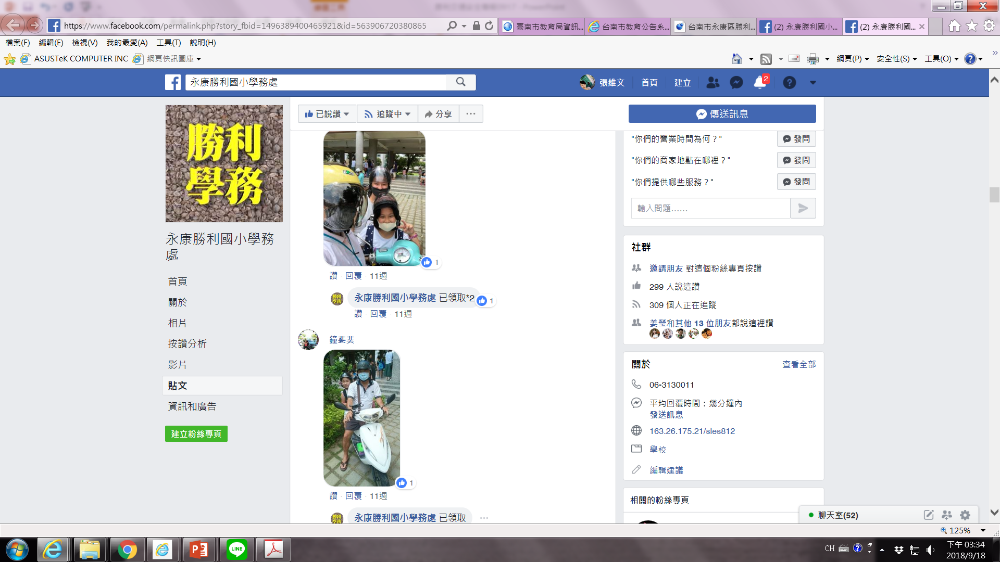 https://www.facebook.com/permalink.php?story_fbid=1496389400465921&id=563906720380865
臺南市教育局資訊...
台南市教育公告系...
台南市永康區勝利...
(2) 永康勝利國小...
(2) 永康勝利國...
檔案(F) 編輯(E) 檢視(V) 我的最愛(A) 工具(T) 說明(H)
ASUSTeK COMPUTER INC 網頁快訊圖庫
網頁(P) 安全性(S) 工具(O)
永康勝利國小學務處
張維文 首頁 建立 2
勝利
學務
永康勝利國小學務
處
首頁
關於
相片
按讚分析
影片
貼文
資訊和廣告
建立粉絲專頁
已說讚 追蹤中 分享 ...
1
讚 · 回覆 · 11週
勝利
學務
永康勝利國小學務處 已領取*2
1
讚 · 回覆 · 11週
鐘斐斐
1
讚 · 回覆 · 11週
勝利
學務
永康勝利國小學務處 已領取
傳送訊息
"你們的營業時間為何？" 發問
"你們的商家地點在哪裡？" 發問
"你們提供哪些服務？" 發問
輸入問題……
社群
邀請朋友 對這個粉絲專頁按讚
299 人說這讚
309 個人正在追蹤
姜瑩和其他 13 位朋友都說這裡讚
關於 查看全部
06-3130011
平均回覆時間：幾分鐘內
發送訊息
163.26.175.21/sles812
學校
編輯建議
相關的粉絲專頁
聊天室(52)
125%
LINE
CH
下午 03:34
2018/9/18